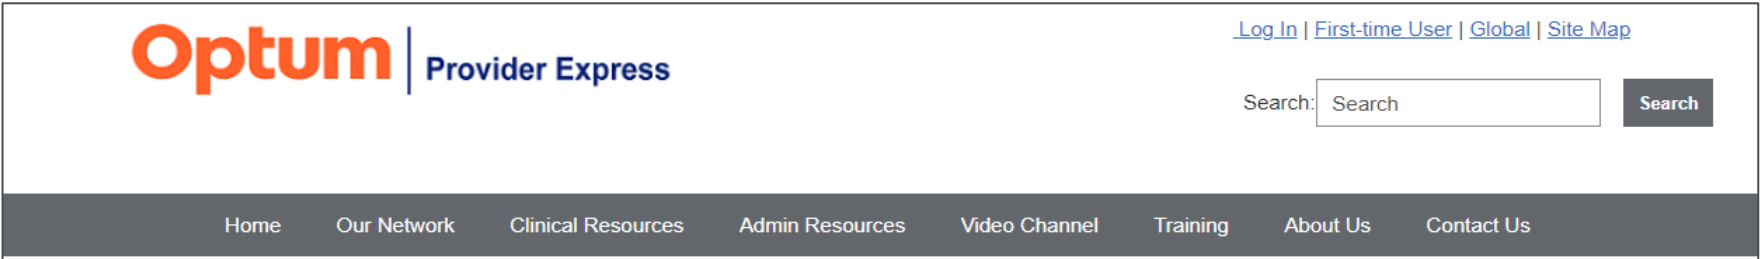 Optum | Provider Express
Log In | First-time User | Global | Site Map
Search: Search Search
Home Our Network Clinical Resources Admin Resources Video Channel Training About Us Contact Us